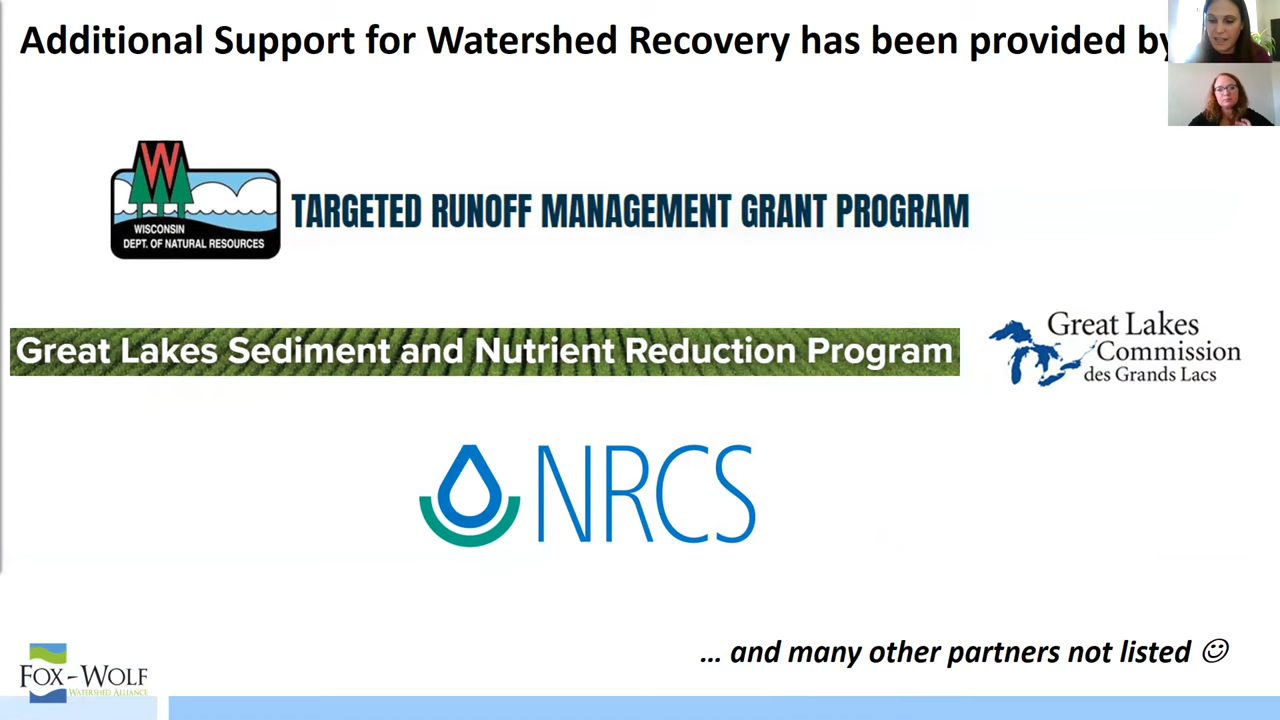 Additional Support for Watershed Recovery has been provided by
W
WISCONSIN
DEPT. OF NATURAL RESOURCES
TARGETED RUNOFF MANAGEMENT GRANT PROGRAM
Great Lakes Sediment and Nutrient Reduction Program
Great Lakes
Commission
des Grands Lacs
NRCS
... and many other partners not listed ☺
FOX-WOLF
WATERSHED ALLIANCE